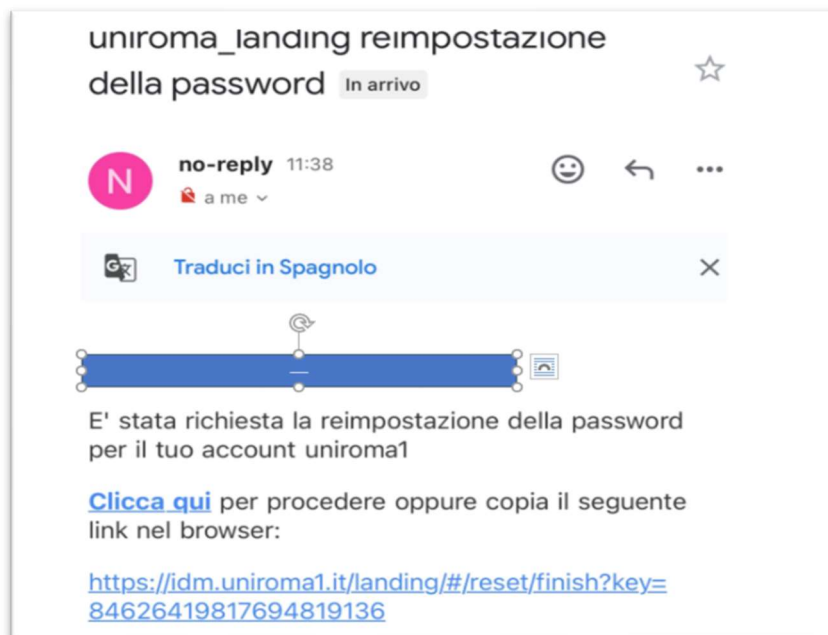 uniroma_landing reimpostazione
della password In arrivo
N
no-reply 11:38
a me
Traduci in Spagnolo
E' stata richiesta la reimpostazione della password
per il tuo account uniroma1
Clicca qui per procedere oppure copia il seguente
link nel browser:
https://idm.uniroma1.it/landing/#/reset/finish?key=
84626419817694819136